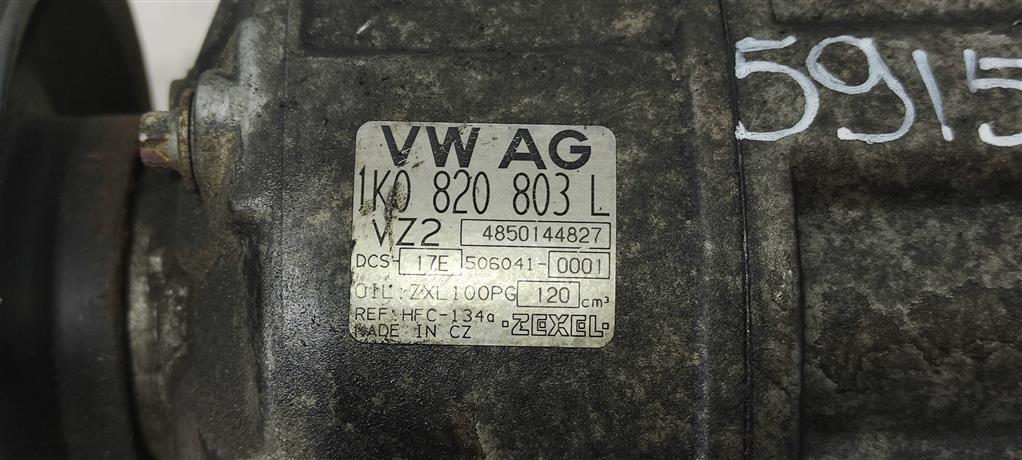 VW AG
1K0 820 803 L
VZ2 4850144827
DCS-17E 506041-0001
OIL:ZXL100PG 120 cm³
REF:HFC-134a
MADE IN CZ ·ZEXEL·
5915